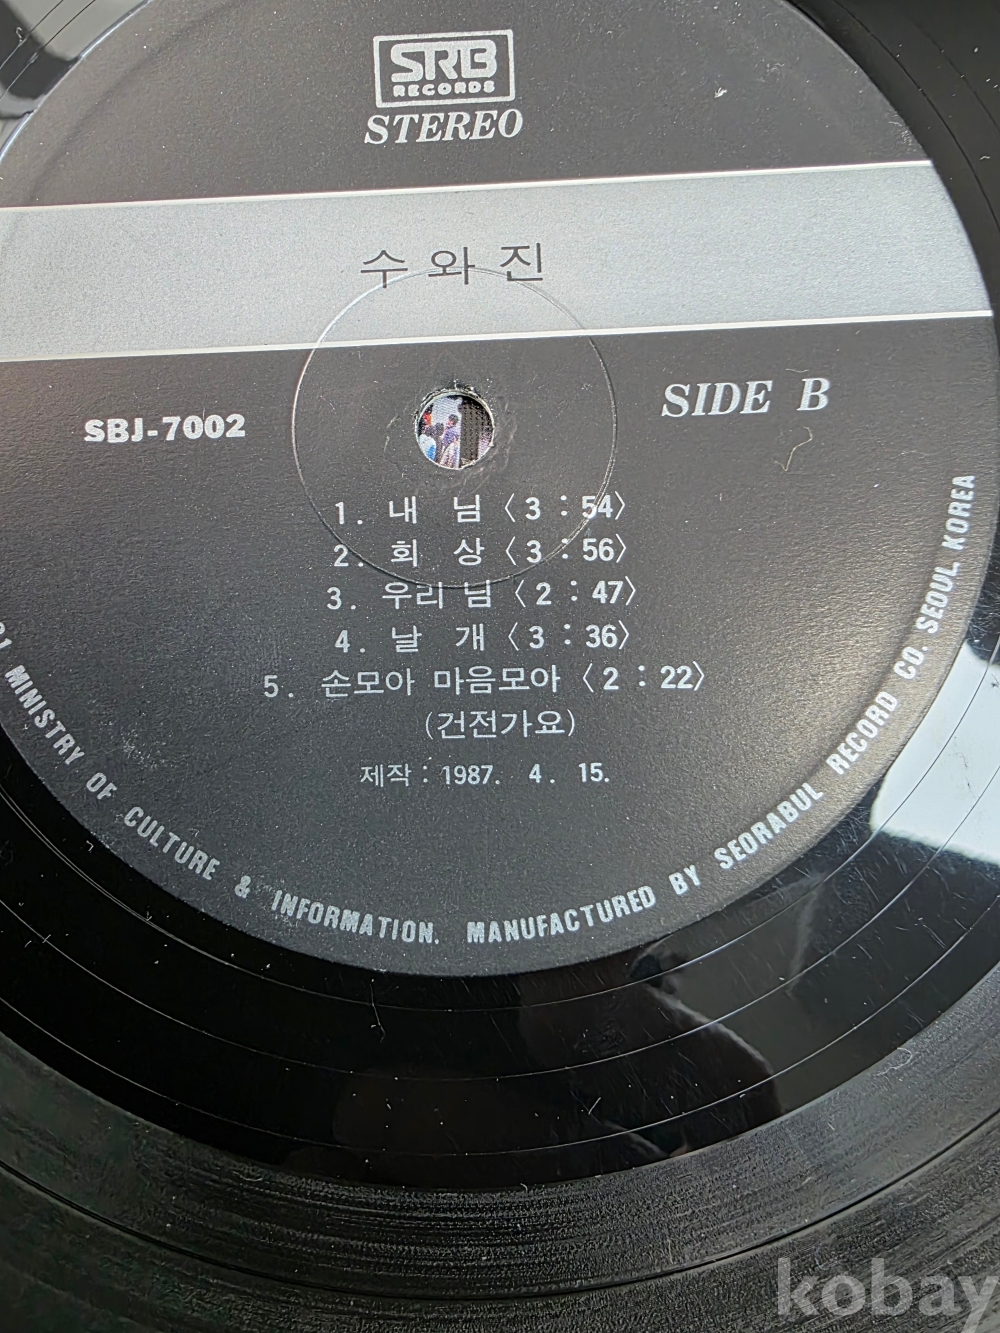 SRB
RECORDS
STEREO
수와진
SBJ-7002
SIDE B
1. 내 님 〈3 : 54〉
2. 회 상 〈3 : 56〉
3. 우리 님 〈2 : 47〉
4. 날 개 〈3 : 36〉
5. 손모아 마음모아 〈2 : 22〉
(건전가요)
제작 : 1987. 4. 15.
MINISTRY OF CULTURE & INFORMATION. MANUFACTURED BY SEORABUL RECORD CO. SEOUL KOREA
kobay